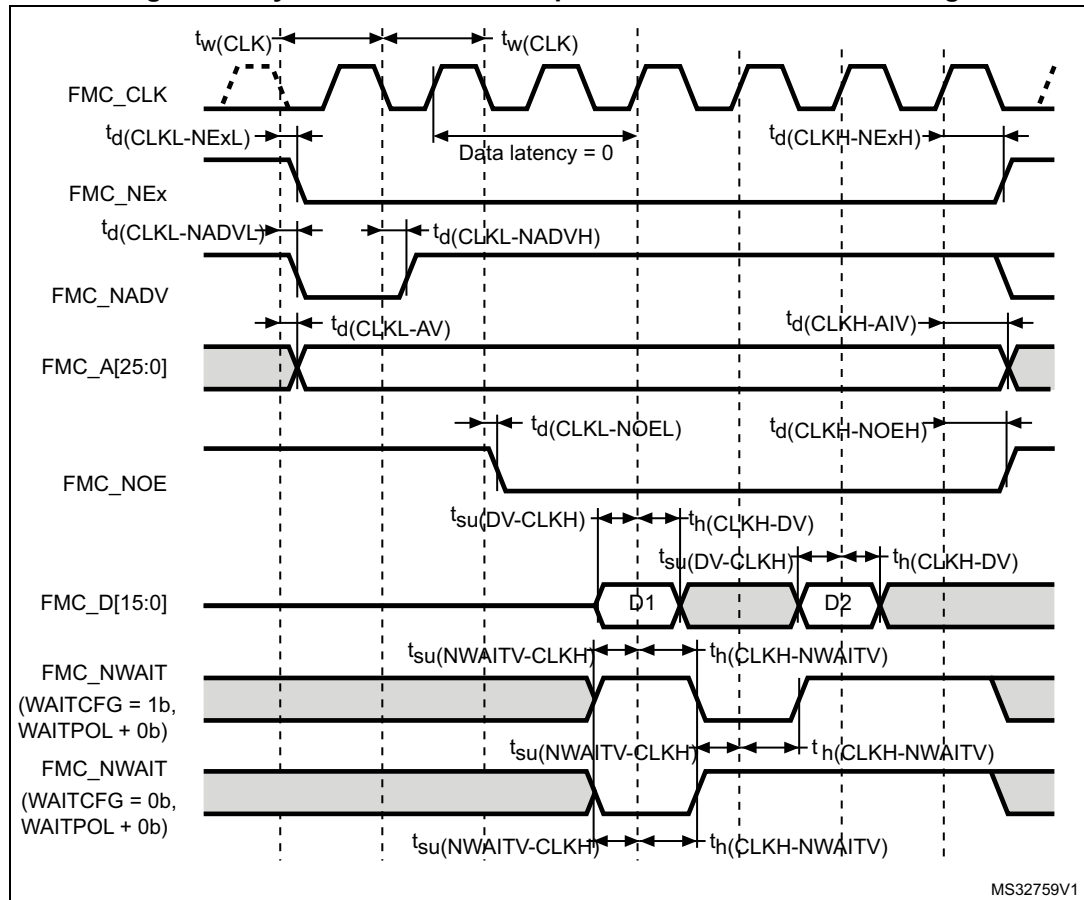 tw(CLK) tw(CLK)
FMC_CLK
td(CLKL-NExL) Data latency = 0 td(CLKH-NExH)
FMC_NEx
td(CLKL-NADVL) td(CLKL-NADVH)
FMC_NADV
td(CLKL-AV) td(CLKH-AIV)
FMC_A[25:0]
td(CLKL-NOEL) td(CLKH-NOEH)
FMC_NOE
tsu(DV-CLKH) th(CLKH-DV)
tsu(DV-CLKH) th(CLKH-DV)
FMC_D[15:0] D1 D2
tsu(NWAITV-CLKH) th(CLKH-NWAITV)
FMC_NWAIT
(WAITCFG = 1b,
WAITPOL + 0b)
tsu(NWAITV-CLKH) th(CLKH-NWAITV)
FMC_NWAIT
(WAITCFG = 0b,
WAITPOL + 0b)
tsu(NWAITV-CLKH) th(CLKH-NWAITV)
MS32759V1